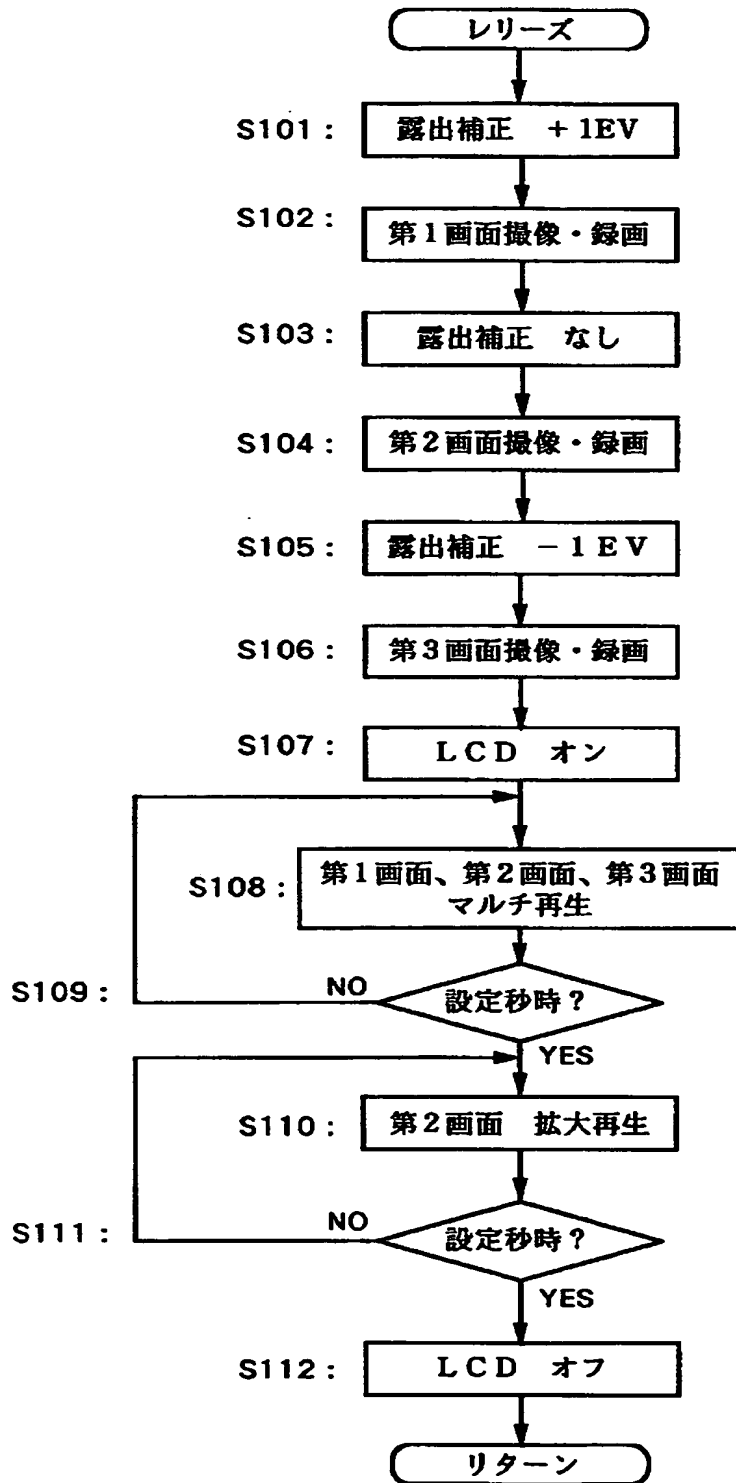 レリーズ
S101： 露出補正　＋1EV
S102： 第1画面撮像・録画
S103： 露出補正　なし
S104： 第2画面撮像・録画
S105： 露出補正　－1EV
S106： 第3画面撮像・録画
S107： LCD　オン
S108： 第1画面、第2画面、第3画面
マルチ再生
S109： NO 設定秒時？
YES
S110： 第2画面　拡大再生
S111： NO 設定秒時？
YES
S112： LCD　オフ
リターン